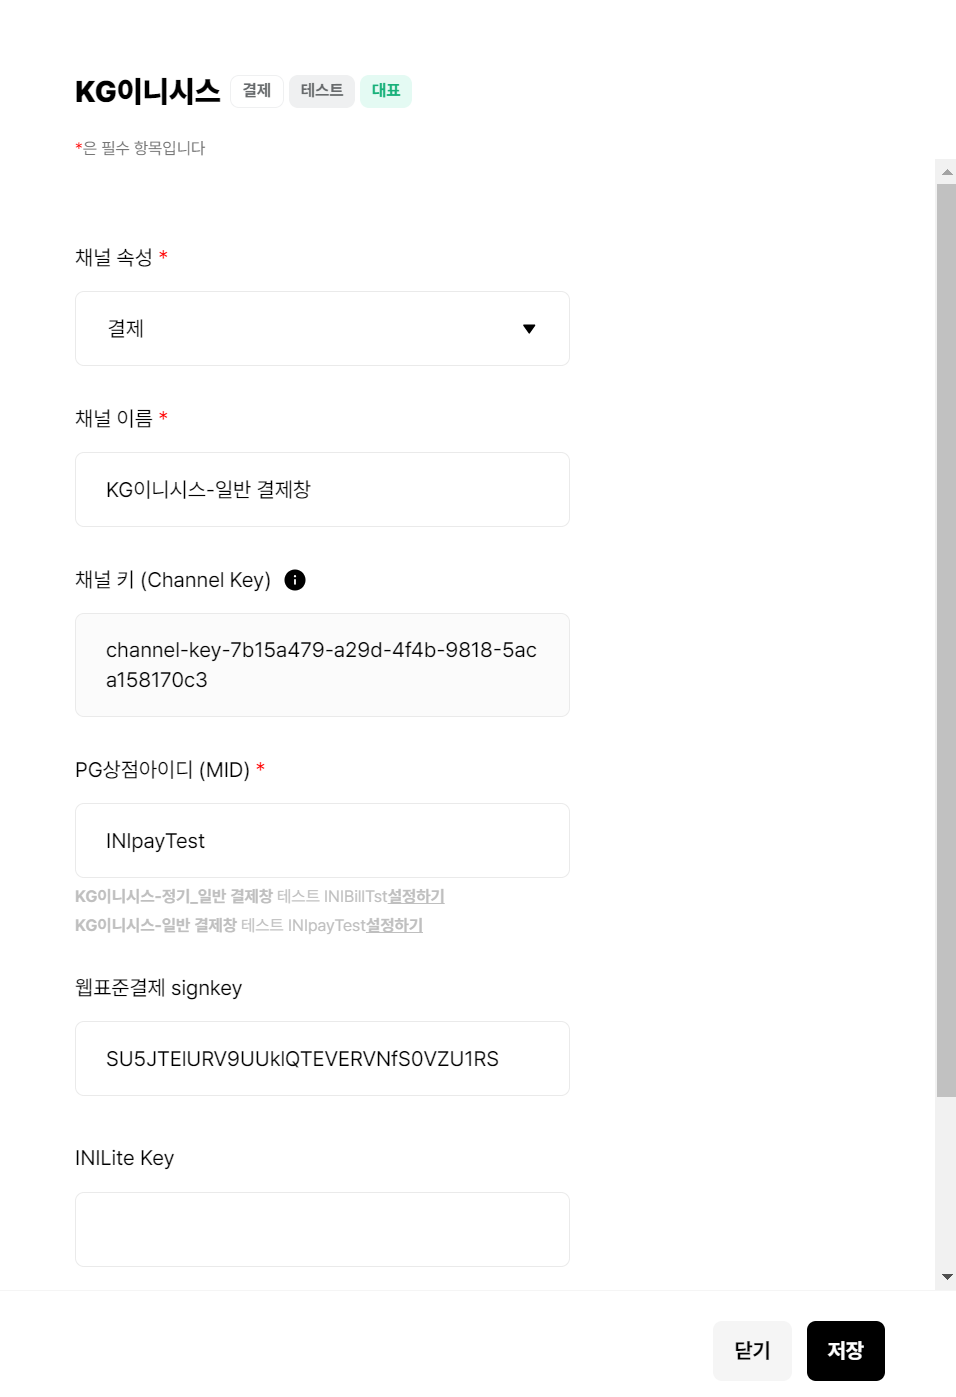 KG이니시스 결제 테스트 대표
*은 필수 항목입니다
채널 속성 *
결제
채널 이름 *
KG이니시스-일반 결제창
채널 키 (Channel Key)
channel-key-7b15a479-a29d-4f4b-9818-5ac
a158170c3
PG상점아이디 (MID) *
INIpayTest
KG이니시스-정기_일반 결제창 테스트 INIBillTst설정하기
KG이니시스-일반 결제창 테스트 INIpayTest설정하기
웹표준결제 signkey
SU5JTElURV9UUklQTEVERVNfS0VZU1RS
INILite Key
닫기 저장